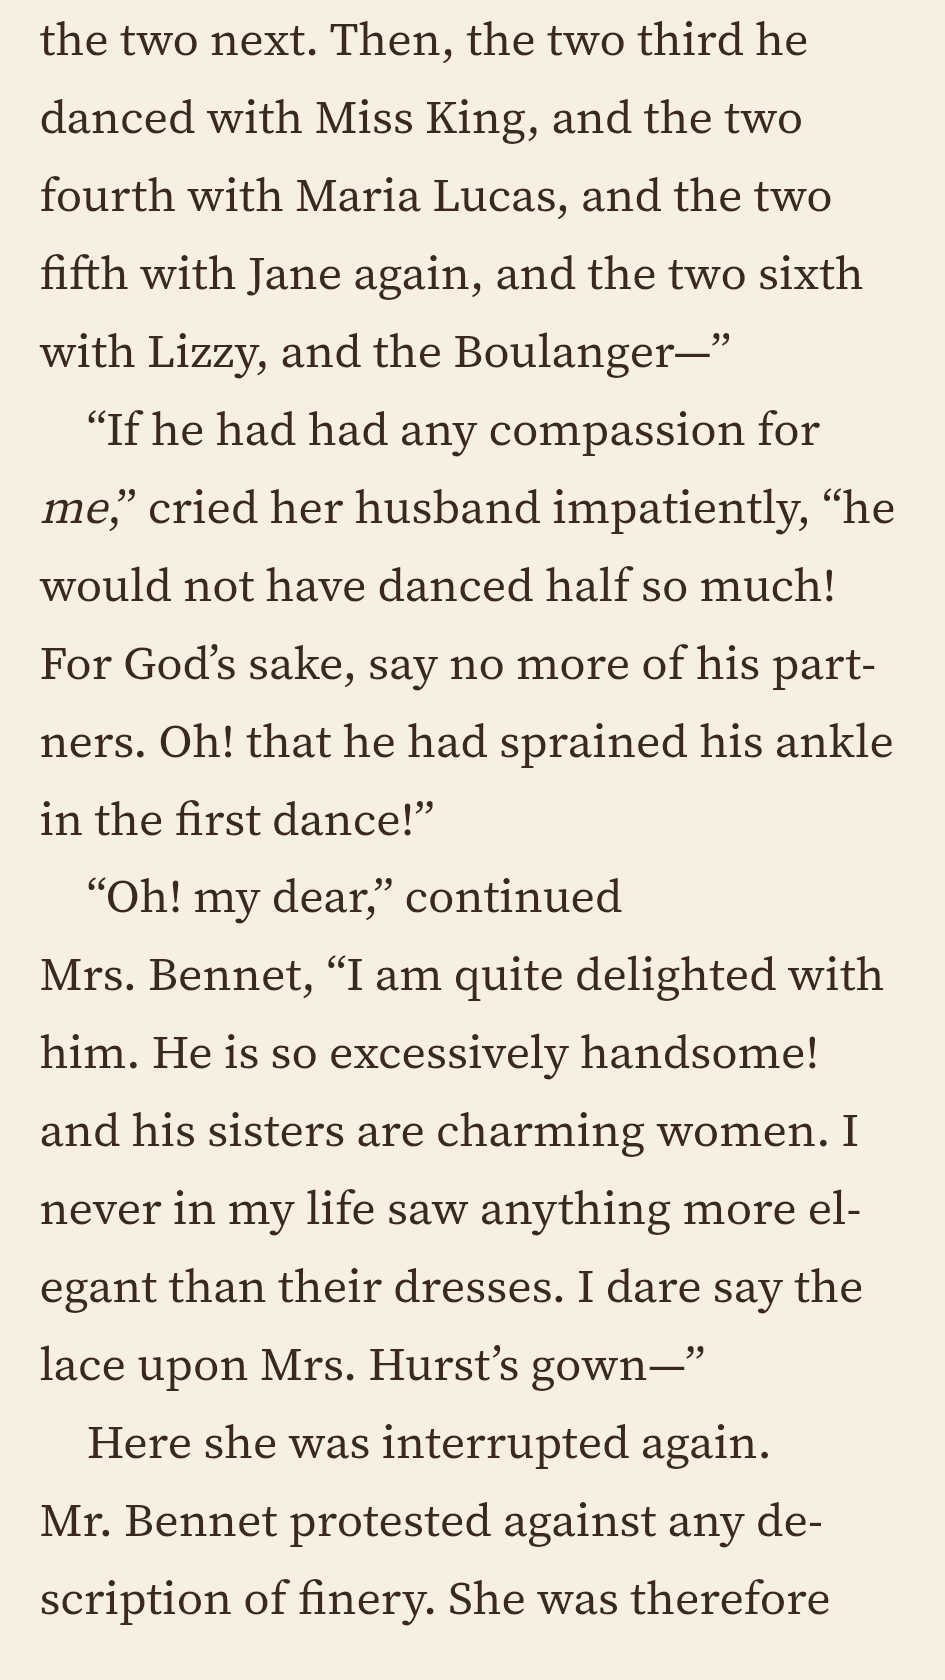 the two next. Then, the two third he
danced with Miss King, and the two
fourth with Maria Lucas, and the two
fifth with Jane again, and the two sixth
with Lizzy, and the Boulanger—”
“If he had had any compassion for
me,” cried her husband impatiently, “he
would not have danced half so much!
For God’s sake, say no more of his part-
ners. Oh! that he had sprained his ankle
in the first dance!”
“Oh! my dear,” continued
Mrs. Bennet, “I am quite delighted with
him. He is so excessively handsome!
and his sisters are charming women. I
never in my life saw anything more el-
egant than their dresses. I dare say the
lace upon Mrs. Hurst’s gown—”
Here she was interrupted again.
Mr. Bennet protested against any de-
scription of finery. She was therefore